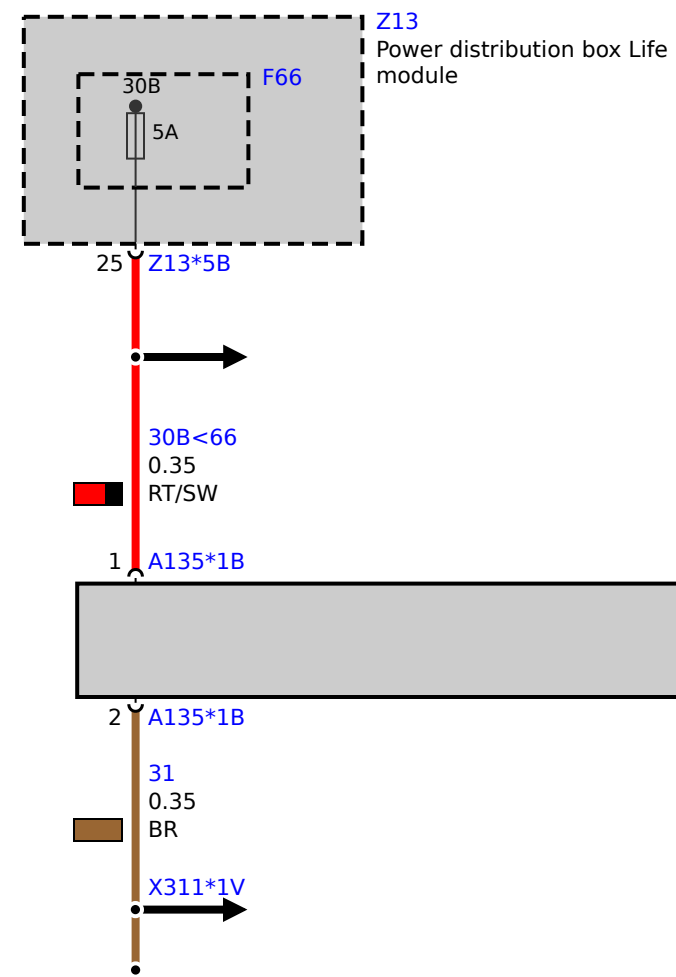 Z13
Power distribution box Life
module
F66
30B
5A
25 Z13*5B
30B<66
0.35
RT/SW
1 A135*1B
2 A135*1B
31
0.35
BR
X311*1V